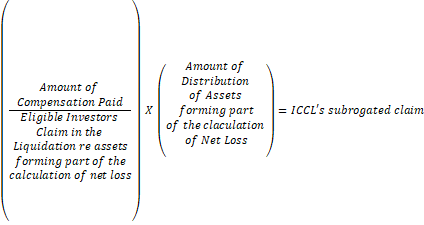 Amount of
Compensation Paid
Eligible Investors
Claim in the
Liquidation re assets
forming part of the
calculation of net loss
X
Amount of
Distribution
of Assets
forming part
of the claculation
of Net Loss
= ICCL's subrogated claim